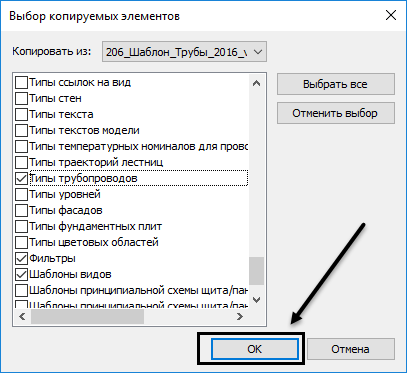 Выбор копируемых элементов
Копировать из: 206_Шаблон_Трубы_2016_v
Типы ссылок на вид
Типы стен
Типы текста
Типы текстов модели
Типы температурных номиналов для прово
Типы траекторий лестниц
Типы трубопроводов
Типы уровней
Типы фасадов
Типы фундаментных плит
Типы цветовых областей
Фильтры
Шаблоны видов
Шаблоны принципиальной схемы щита/пан
Шаблоны принципиальной схемы щита/пан
Выбрать все
Отменить выбор
OK
Отмена